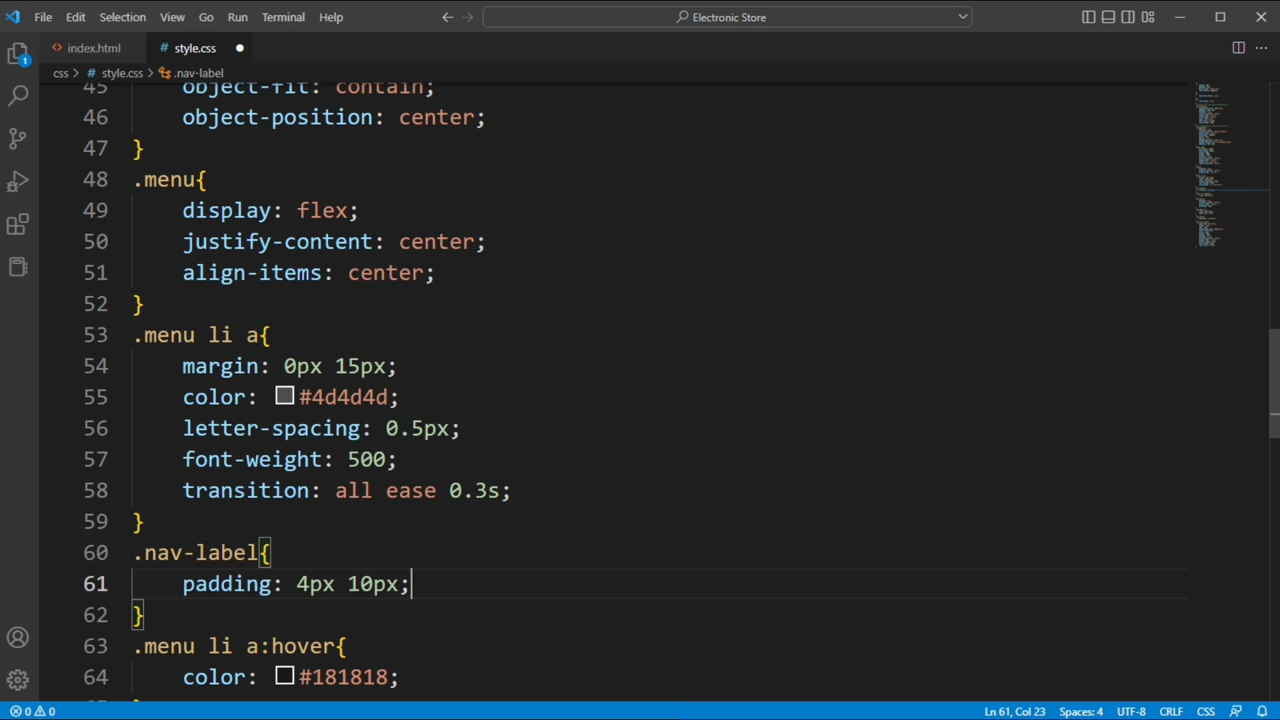 File Edit Selection View Go Run Terminal Help Electronic Store
index.html # style.css
css > # style.css > .nav-label
45 object-fit: contain;
46 object-position: center;
47 }
48 .menu{
49 display: flex;
50 justify-content: center;
51 align-items: center;
52 }
53 .menu li a{
54 margin: 0px 15px;
55 color: #4d4d4d;
56 letter-spacing: 0.5px;
57 font-weight: 500;
58 transition: all ease 0.3s;
59 }
60 .nav-label{
61 padding: 4px 10px;
62 }
63 .menu li a:hover{
64 color: #181818;
1
0 0 Ln 61, Col 23 Spaces: 4 UTF-8 CRLF CSS